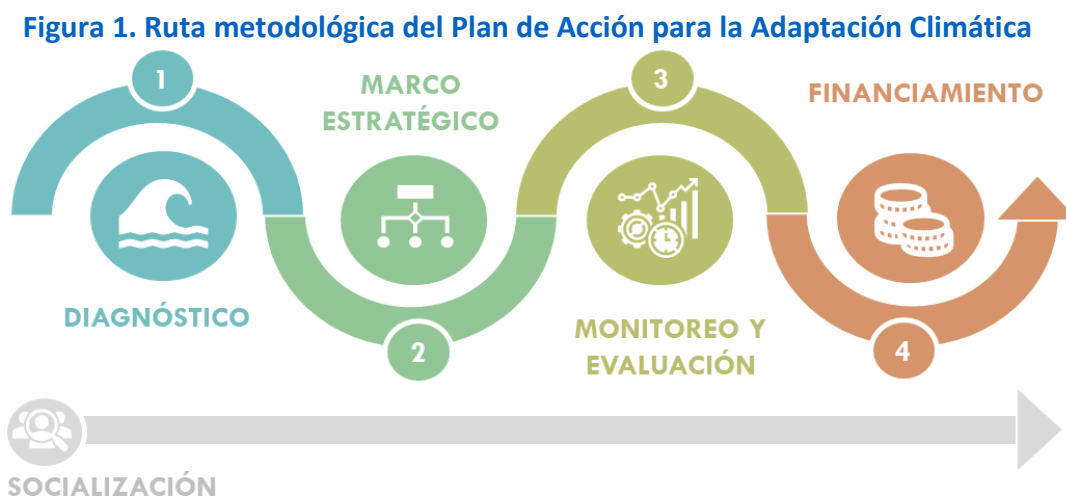 Figura 1. Ruta metodológica del Plan de Acción para la Adaptación Climática
1
DIAGNÓSTICO
MARCO
ESTRATÉGICO
2
3
MONITOREO Y
EVALUACIÓN
FINANCIAMIENTO
4
SOCIALIZACIÓN